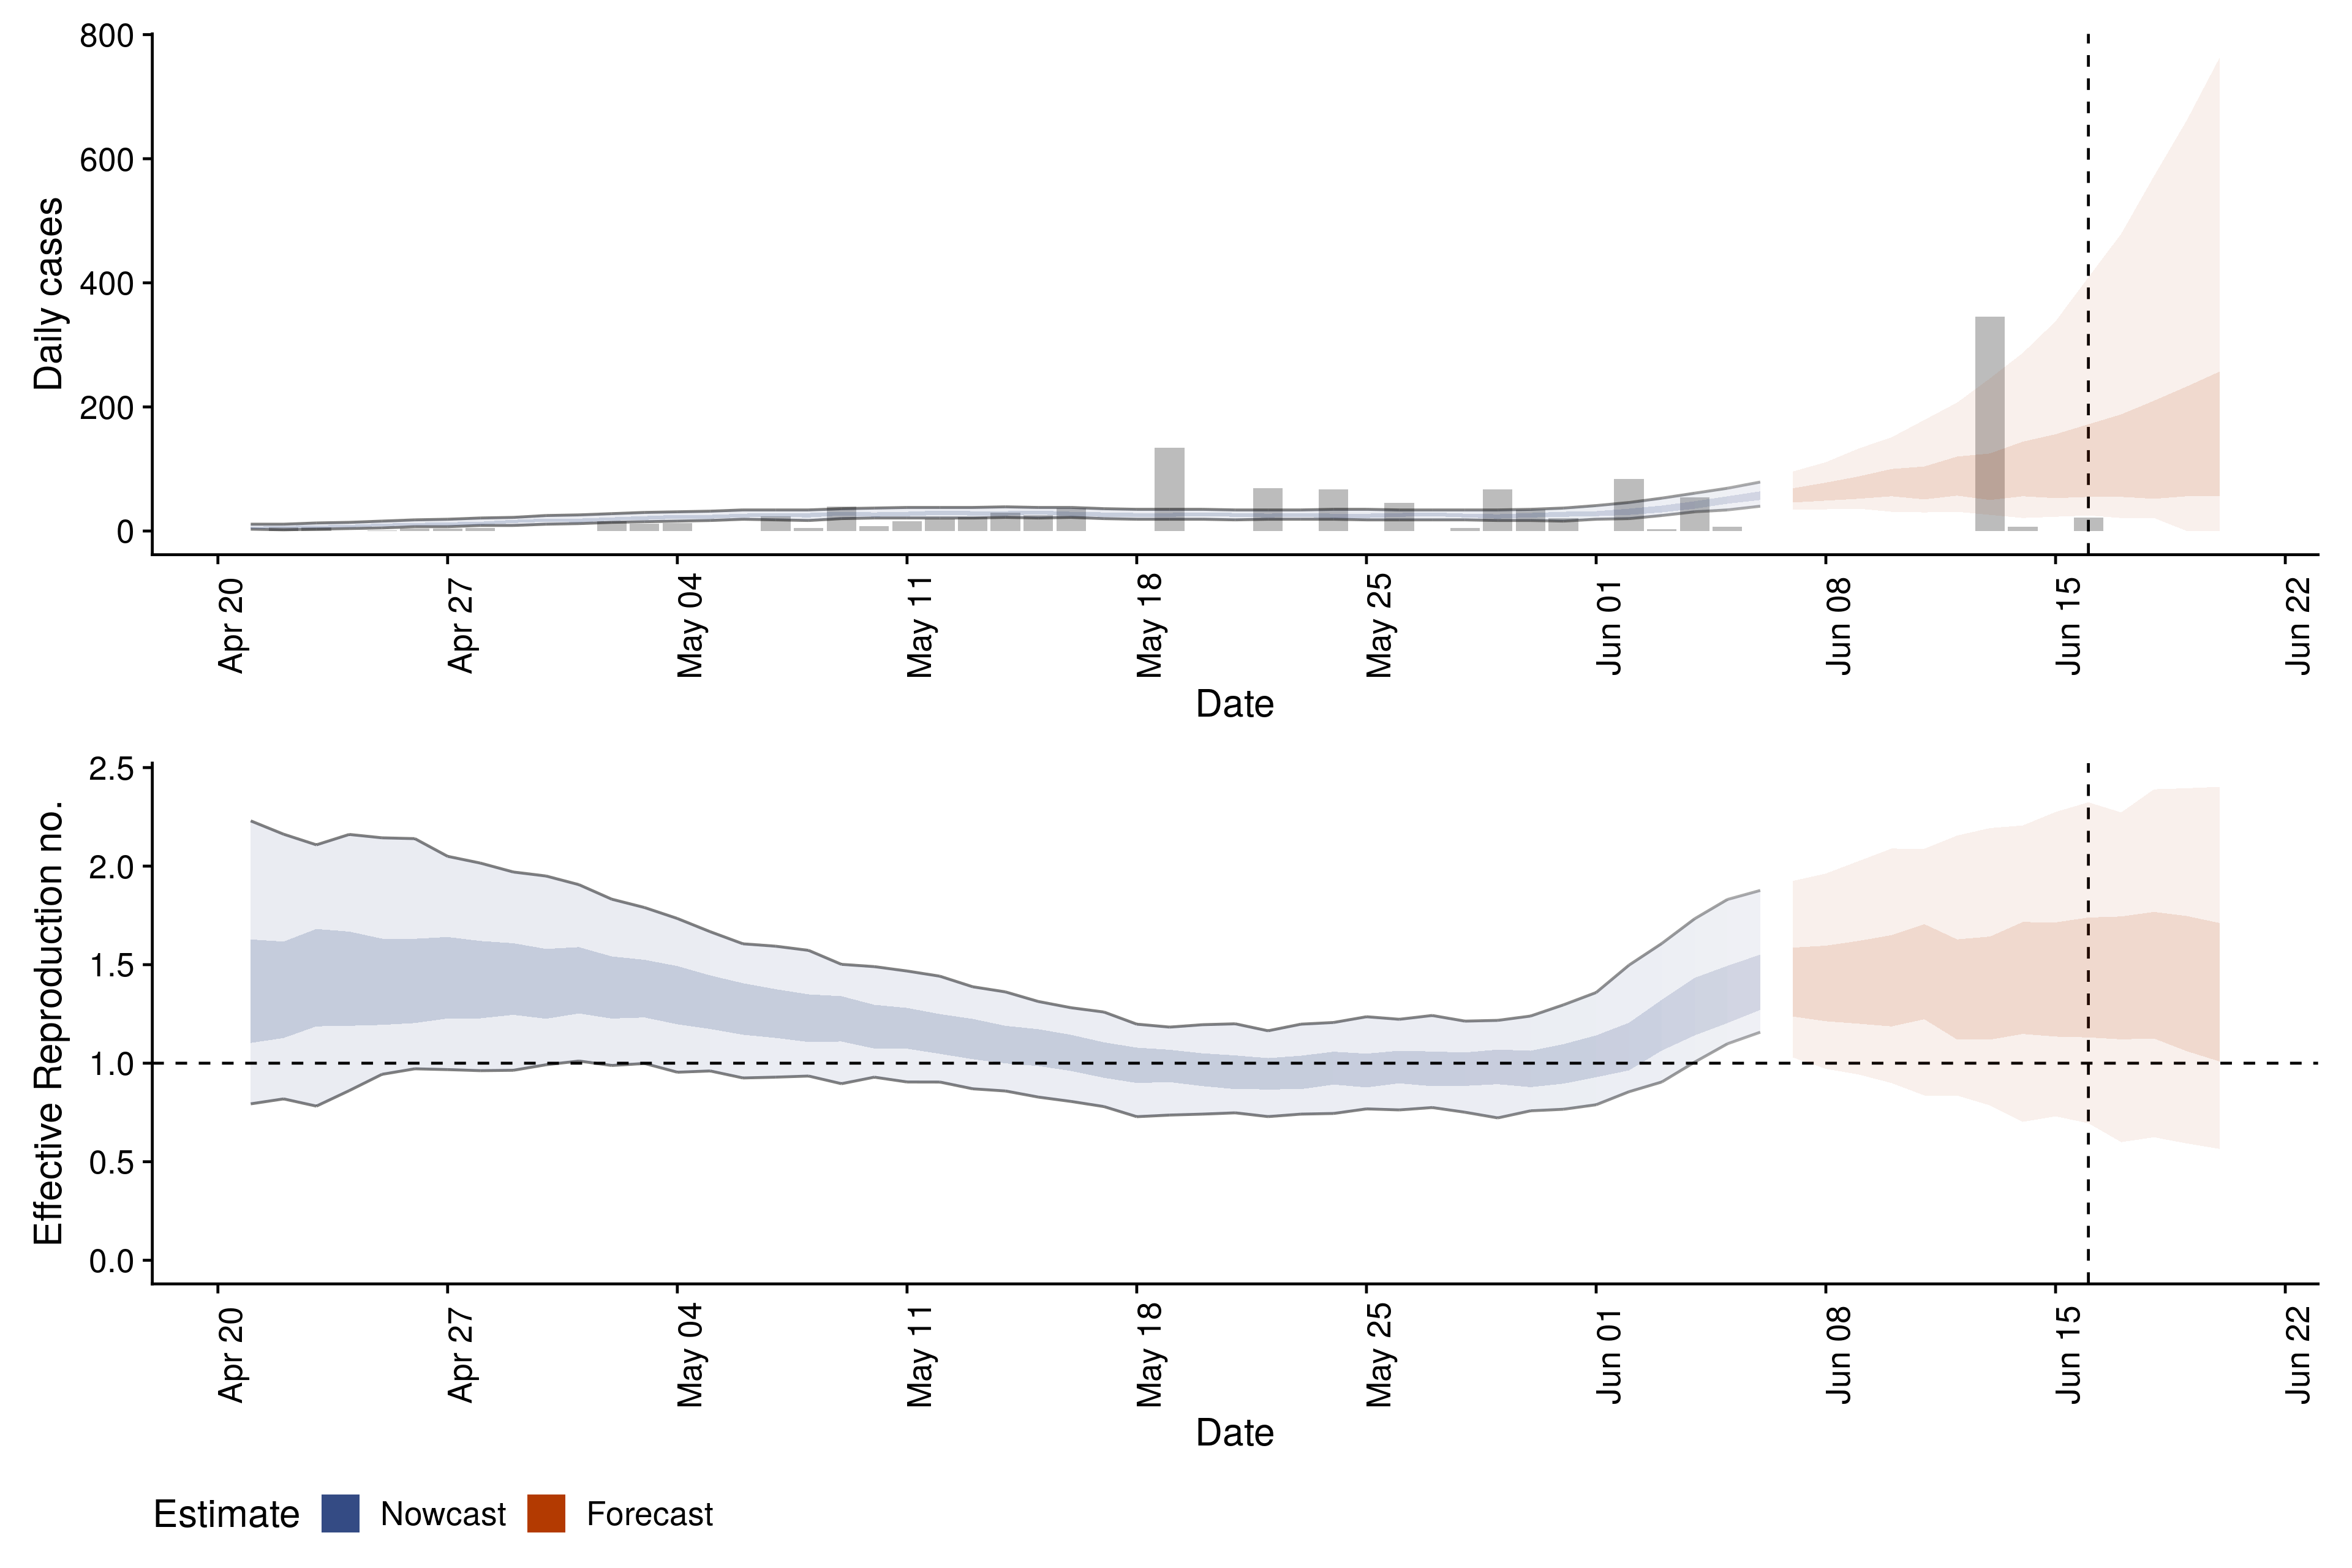 800
600
400
200
0
Daily cases
Apr 20
Apr 27
May 04
May 11
May 18
May 25
Jun 01
Jun 08
Jun 15
Jun 22
Date
2.5
2.0
1.5
1.0
0.5
0.0
Effective Reproduction no.
Apr 20
Apr 27
May 04
May 11
May 18
May 25
Jun 01
Jun 08
Jun 15
Jun 22
Date
Estimate Nowcast Forecast